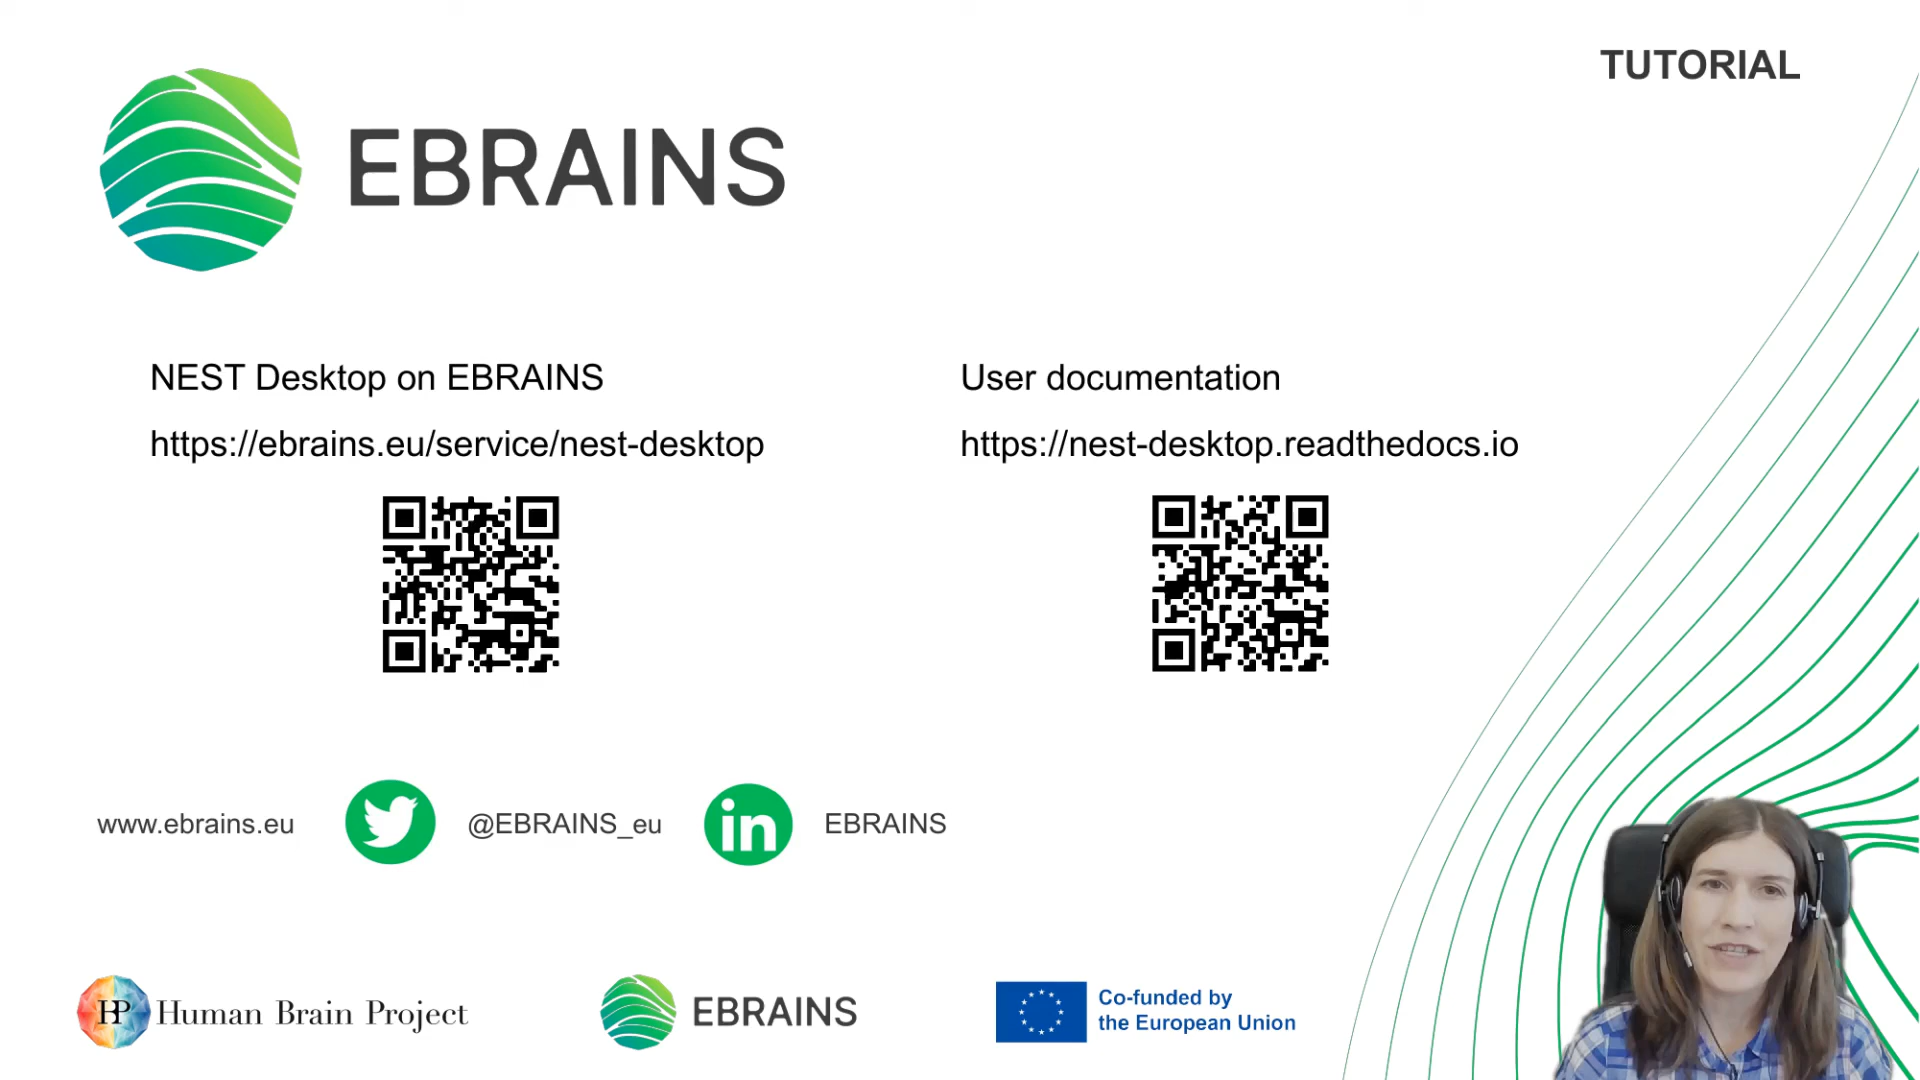 TUTORIAL
EBRAINS
NEST Desktop on EBRAINS
https://ebrains.eu/service/nest-desktop
User documentation
https://nest-desktop.readthedocs.io
www.ebrains.eu
@EBRAINS_eu
in
EBRAINS
HP Human Brain Project
EBRAINS
Co-funded by
the European Union